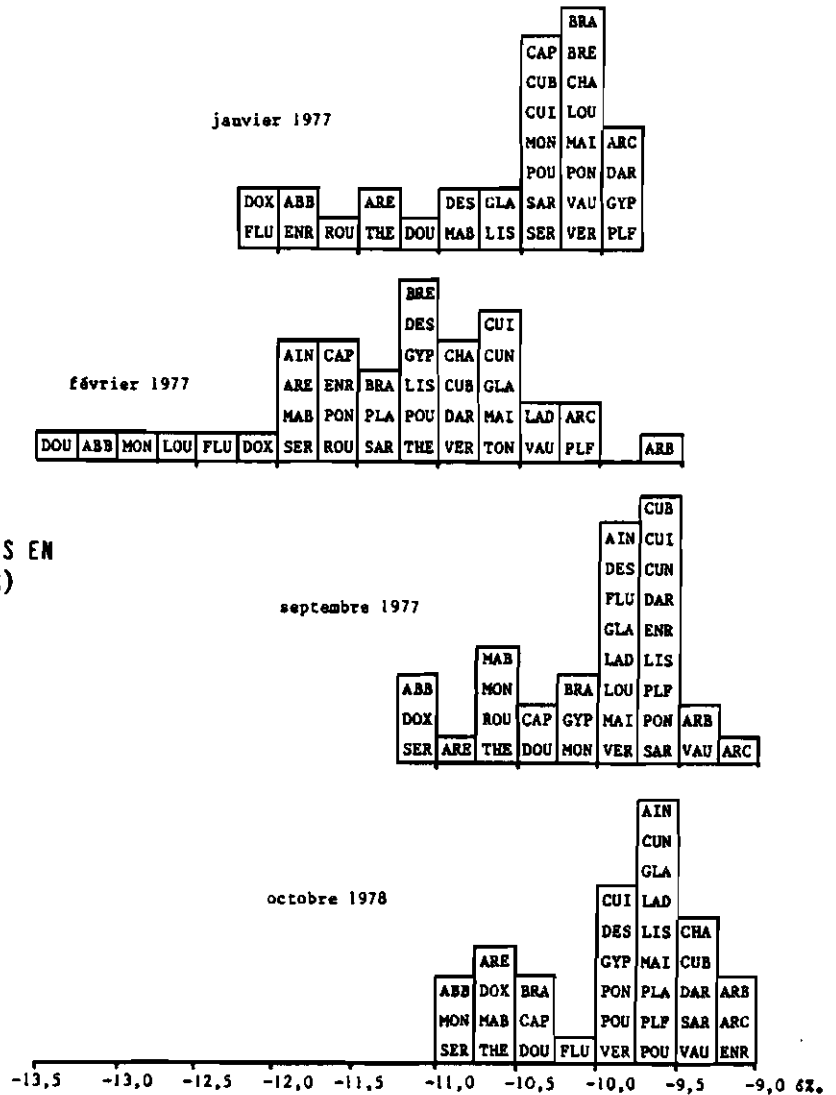 BRA
CAP BRE
CUB CHA
CUI LOU
janvier 1977
MON MAI ARC
POU PON DAR
DOX ABB ARE DES GLA SAR VAU GYP
FLU ENR ROU THE DOU MAB LIS SER VER PLF
BRE
DES CUI
AIN CAP GYP CHA CUN
février 1977
ARE ENR BRA LIS CUB GLA
MAB PON PLA POU DAR MAI LAD ARC
DOU ABB MON LOU FLU DOX SER ROU SAR THE VER TON VAU PLF ARB
CUB
S EN
)
AIN CUI
DES CUN
septembre 1977
FLU DAR
GLA ENR
MAB LAD LIS
ABB MON BRA LOU PLF
DOX ROU CAP GYP MAI PON ARB
SER ARE THE DOU MON VER SAR VAU ARC
AIN
CUN
GLA
octobre 1978
CUI LAD
DES LIS CHA
ARE GYP MAI CUB
ABB DOX BRA PON PLA DAR ARB
MON MAB CAP POU PLF SAR ARC
SER THE DOU FLU VER POU VAU ENR
-13,5 -13,0 -12,5 -12,0 -11,5 -11,0 -10,5 -10,0 -9,5 -9,0 δ‰